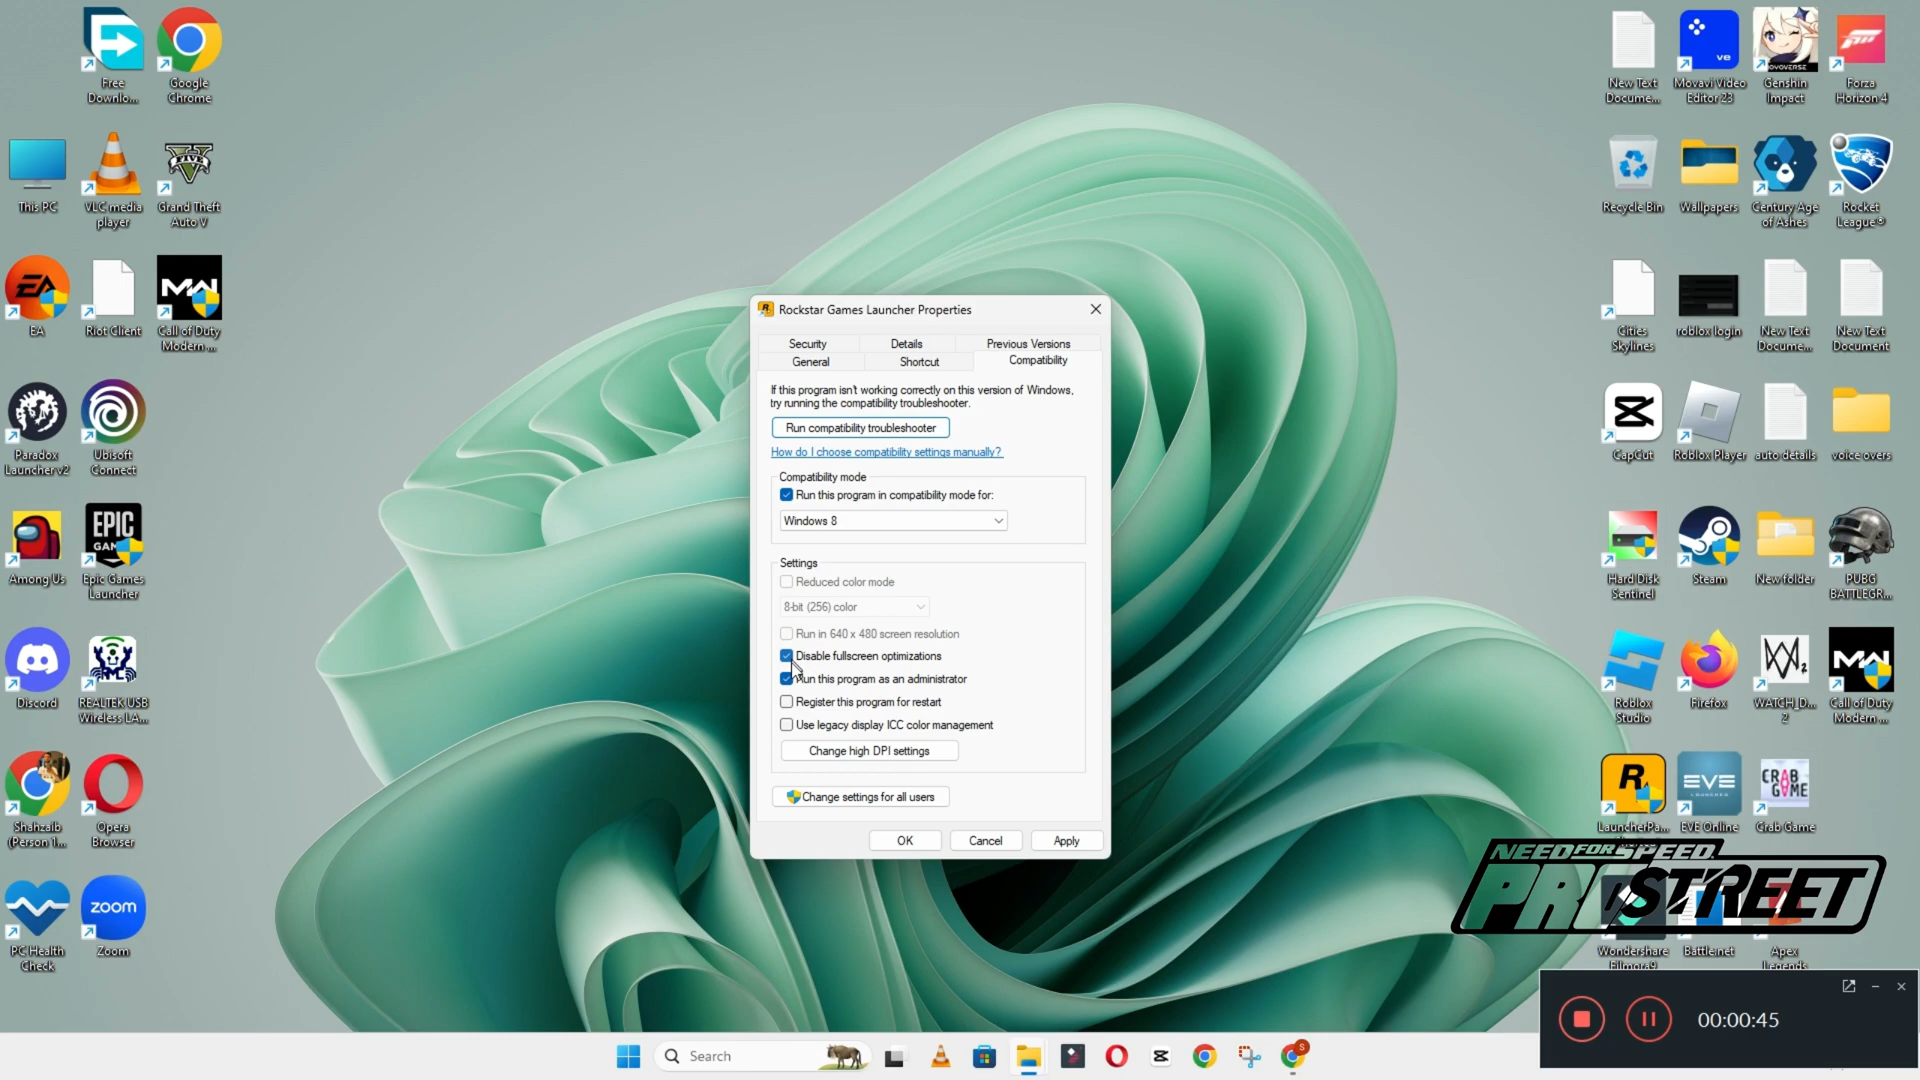 Free
Downlo...
Google
Chrome
This PC
VLC media
player
Grand Theft
Auto V
EA
Riot Client
Call of Duty
Modern ...
Paradox
Launcher v2
Ubisoft
Connect
Among Us
EPIC
GAMES
Epic Games
Launcher
Discord
REALTEK USB
Wireless LA...
Shahzaib
(Person 1...
Opera
Browser
PC Health
Check
zoom
Zoom
Rockstar Games Launcher Properties
Security
Details
Previous Versions
General
Shortcut
Compatibility
If this program isn't working correctly on this version of Windows,
try running the compatibility troubleshooter.
Run compatibility troubleshooter
How do I choose compatibility settings manually?
Compatibility mode
Run this program in compatibility mode for:
Windows 8
Settings
Reduced color mode
8-bit (256) color
Run in 640 x 480 screen resolution
Disable fullscreen optimizations
Run this program as an administrator
Register this program for restart
Use legacy display ICC color management
Change high DPI settings
Change settings for all users
OK
Cancel
Apply
New Text
Docume...
Movavi Video
Editor 23
Genshin
Impact
Forza
Horizon 4
Recycle Bin
Wallpapers
Century Age
of Ashes
Rocket
League®
Cities
Skylines
roblox login
New Text
Docume...
New Text
Document
CapCut
Roblox Player
auto details
voice overs
Hard Disk
Sentinel
Steam
New folder
PUBG
BATTLEGR...
Roblox
Studio
Firefox
WATCH_D...
2
Call of Duty
Modern ...
LauncherPa...
EVE
EVE Online
CRAB
GAME
Crab Game
NEED FOR SPEED
PROSTREET
Wondershare
Filmora9
Battle.net
Apex
Legends
00:00:45
Search